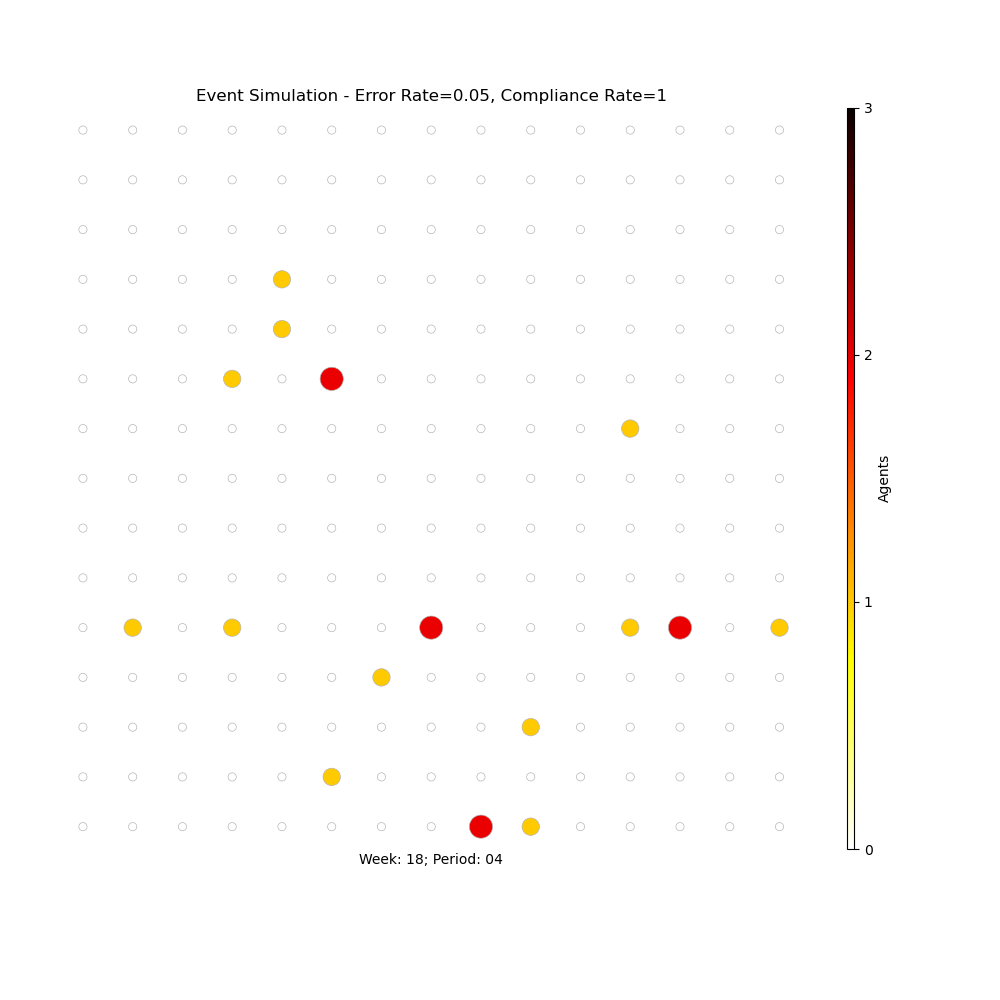 Event Simulation - Error Rate=0.05, Compliance Rate=1
3
2
Agents
1
0
Week: 18; Period: 04